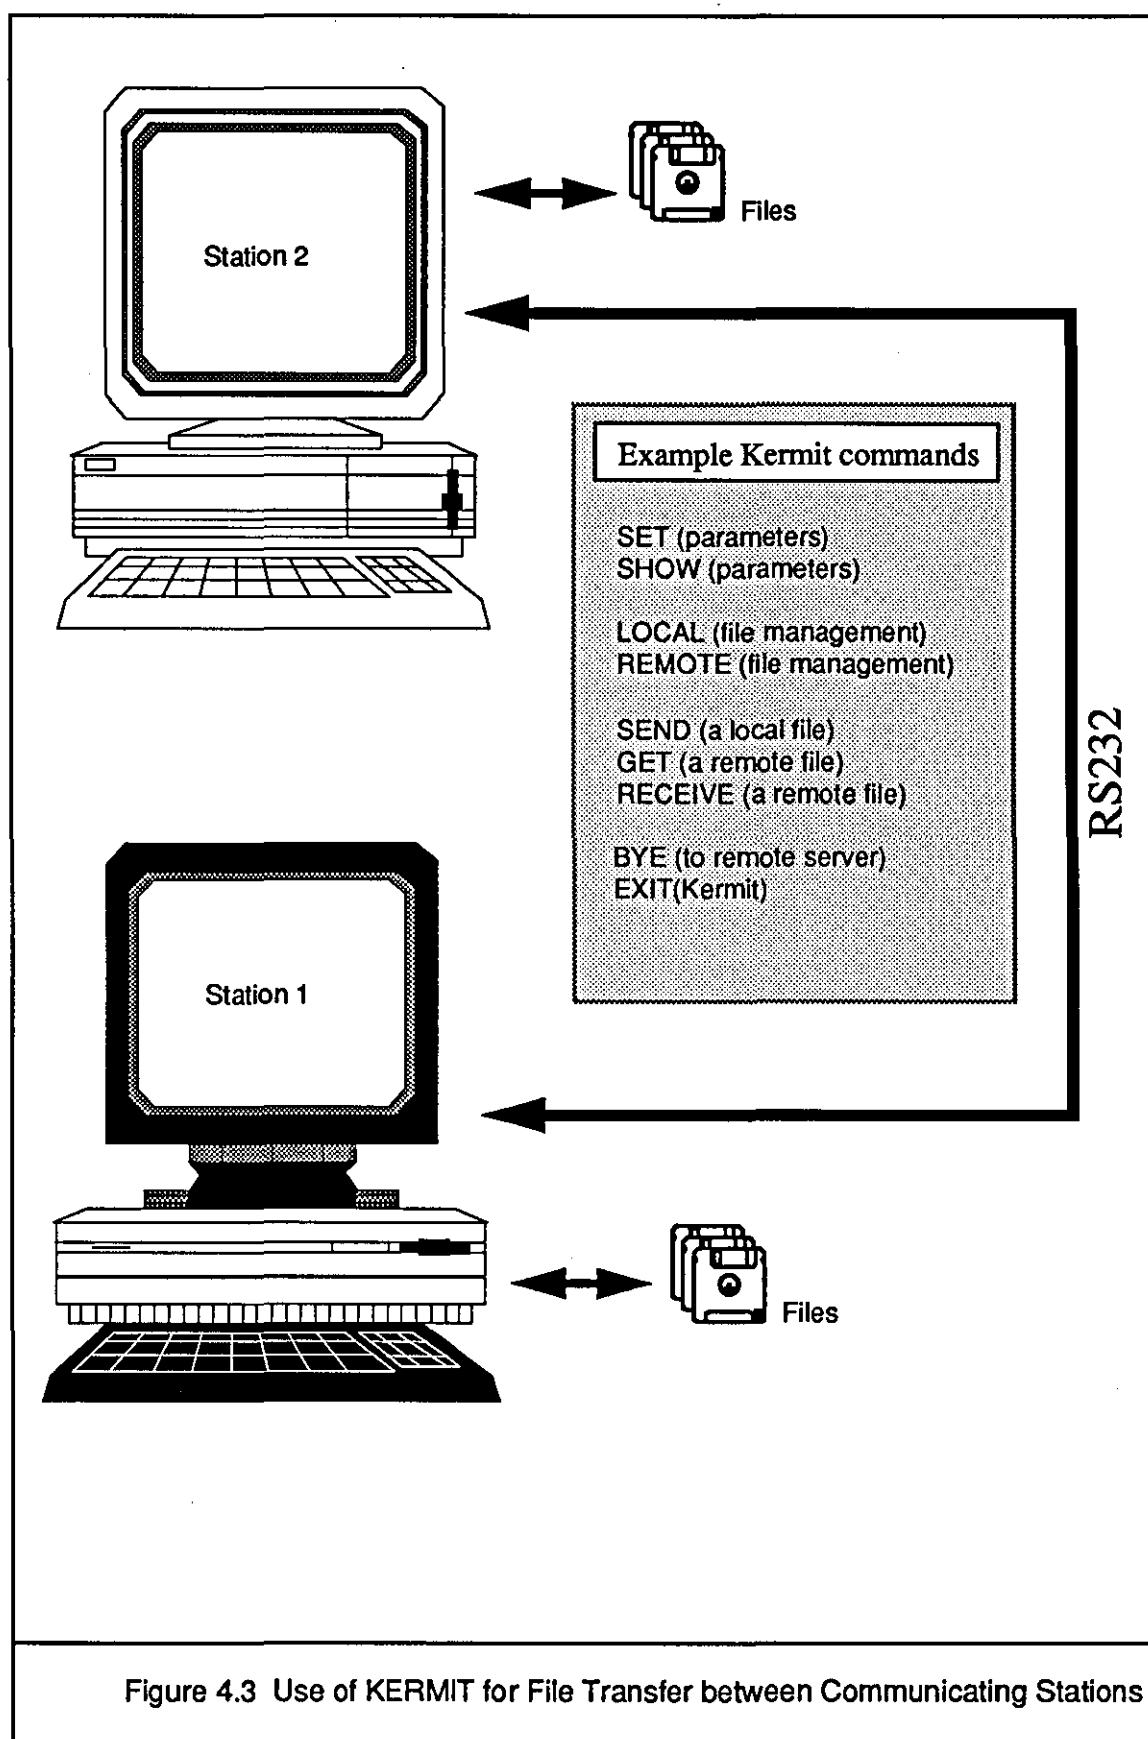 Files
Station 2
Example Kermit commands
SET (parameters)
SHOW (parameters)
LOCAL (file management)
REMOTE (file management)
SEND (a local file)
GET (a remote file)
RECEIVE (a remote file)
BYE (to remote server)
EXIT(Kermit)
RS232
Station 1
Files
Figure 4.3 Use of KERMIT for File Transfer between Communicating Stations